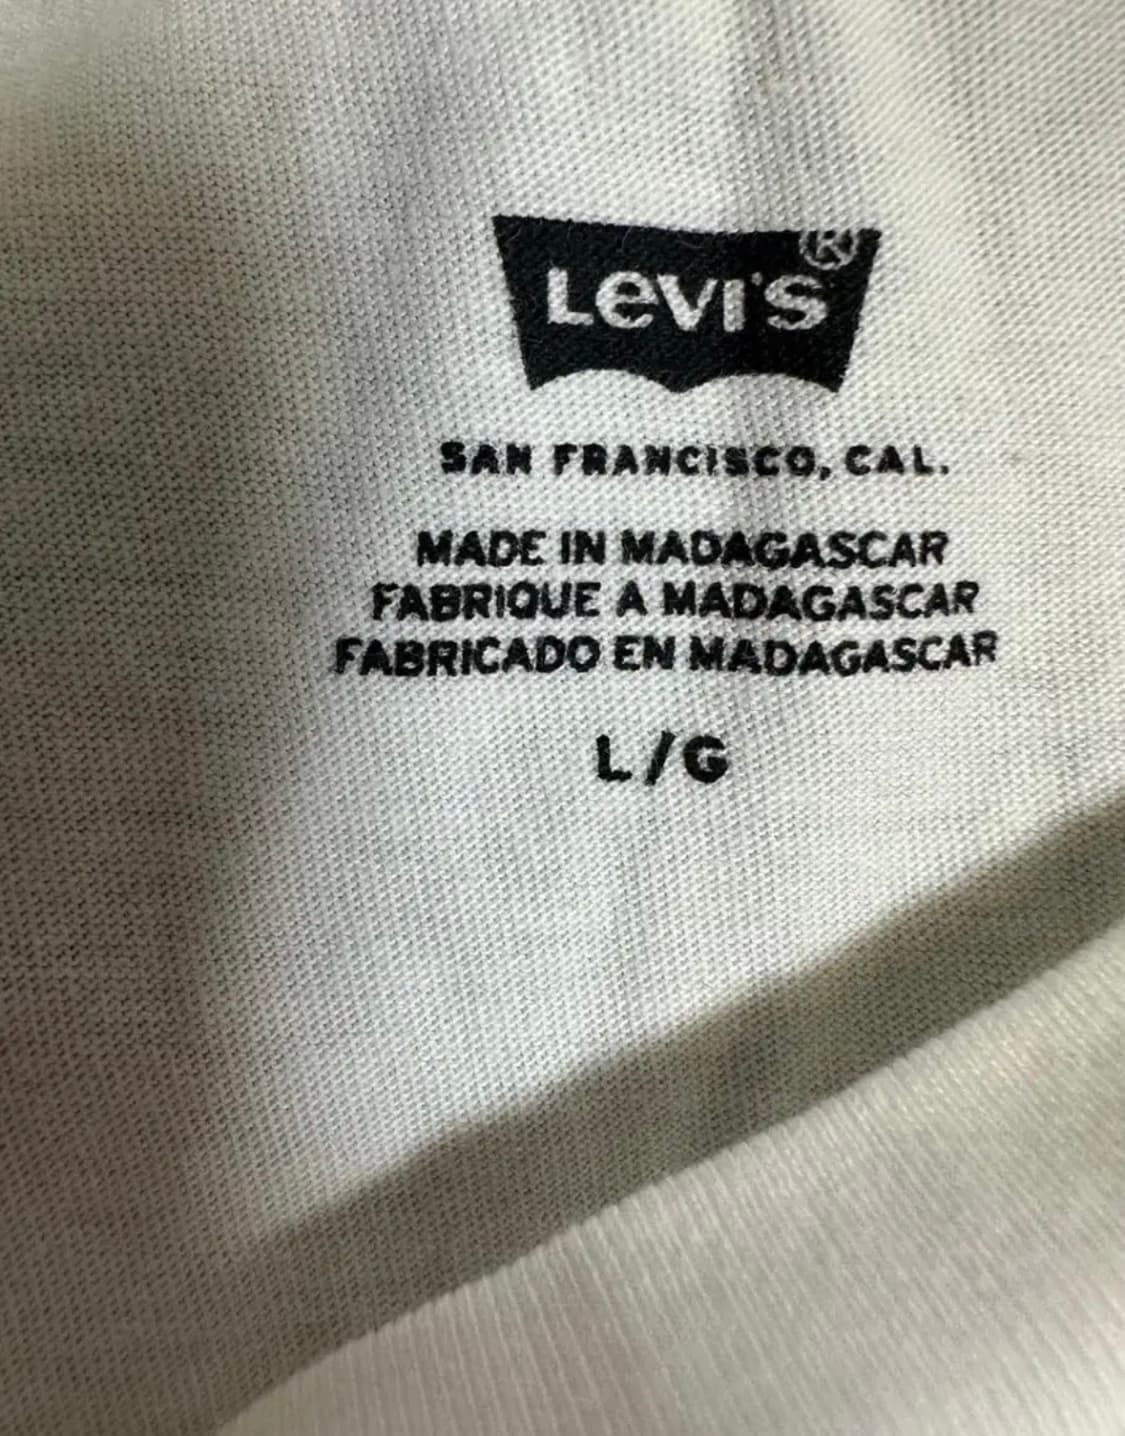 Levi's®
SAN FRANCISCO, CAL.
MADE IN MADAGASCAR
FABRIQUE A MADAGASCAR
FABRICADO EN MADAGASCAR
L/G